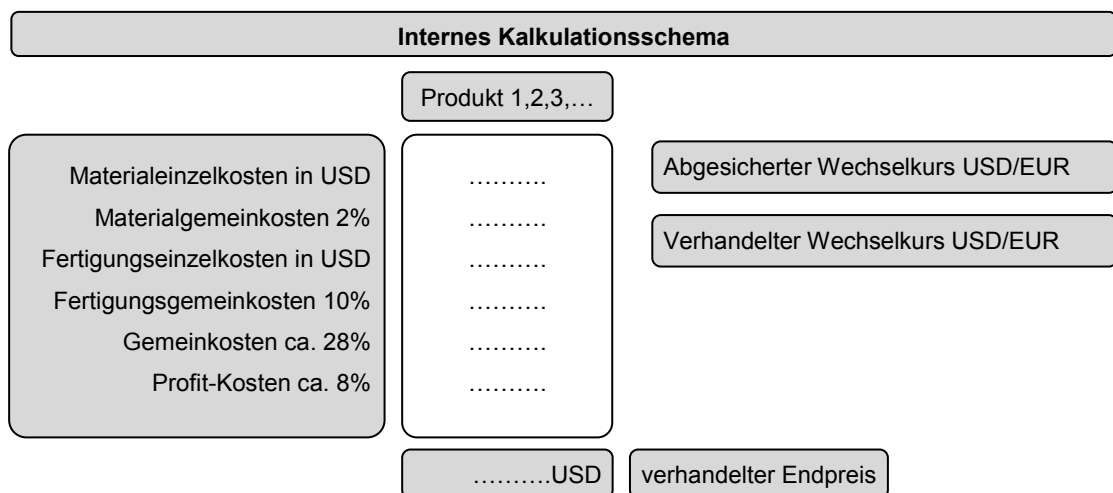 Internes Kalkulationsschema
Produkt 1,2,3,…
Materialeinzelkosten in USD ……….
Materialgemeinkosten 2% ……….
Fertigungseinzelkosten in USD ……….
Fertigungsgemeinkosten 10% ……….
Gemeinkosten ca. 28% ……….
Profit-Kosten ca. 8% ……….
Abgesicherter Wechselkurs USD/EUR
Verhandelter Wechselkurs USD/EUR
……….USD verhandelter Endpreis